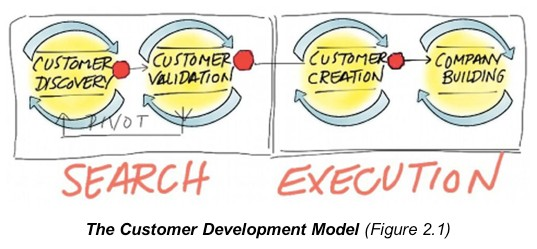 CUSTOMER
DISCOVERY
CUSTOMER
VALIDATION
CUSTOMER
CREATION
COMPANY
BUILDING
PIVOT
SEARCH
EXECUTION
The Customer Development Model (Figure 2.1)